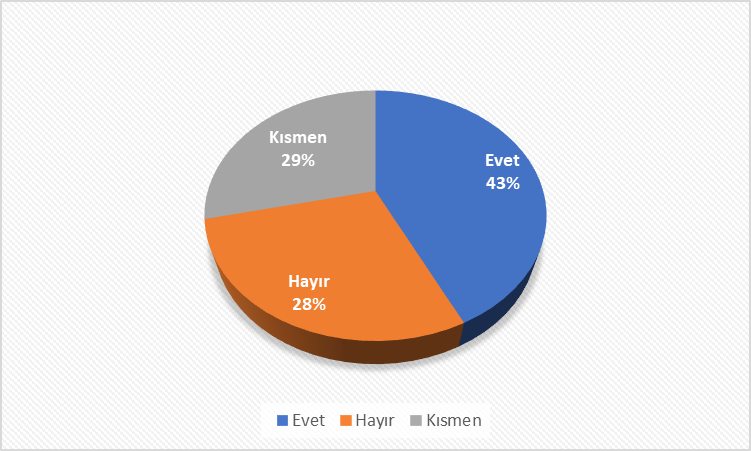 Kısmen
29%
Evet
43%
Hayır
28%
Evet Hayır Kısmen